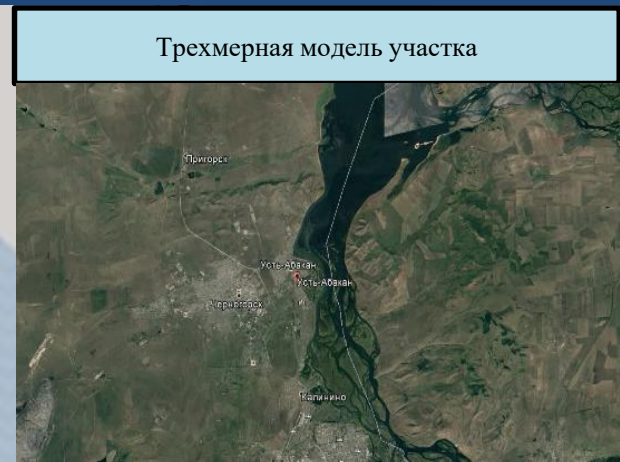 Трехмерная модель участка
Пригорск
Усть-Абакан
Усть-Абакан
Черногорск
Калинино